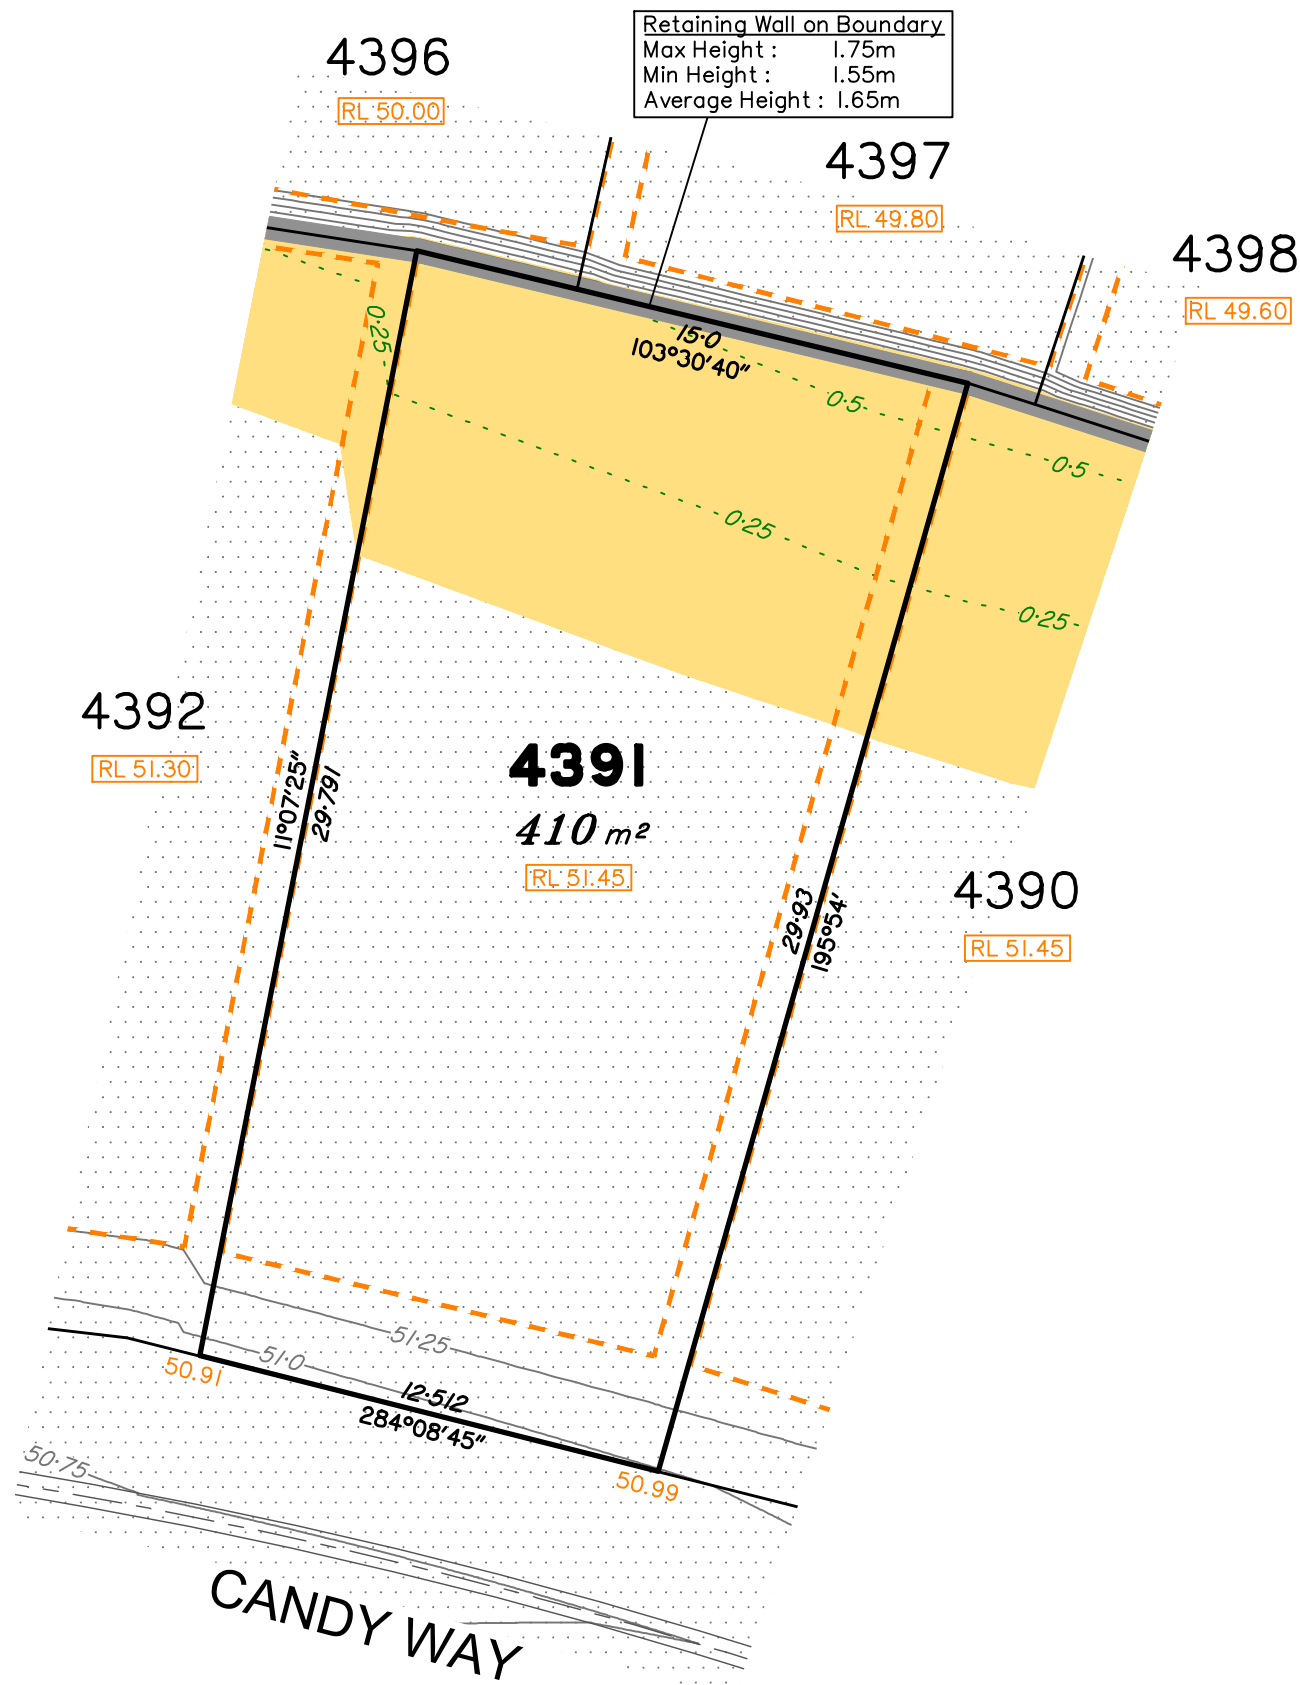 Retaining Wall on Boundary
Max Height : 1.75m
Min Height : 1.55m
Average Height : 1.65m
4396
RL 50.00
4397
RL 49.80
4398
RL 49.60
0·25
15·0
103°30'40"
0·5
0·5
0·25
0·25
4392
RL 51.30
4391
410 m²
RL 51.45
11°07'25"
29·791
29·93
195°54'
4390
RL 51.45
51·25
51·0
50.91
12·512
284°08'45"
50·75
50.99
CANDY WAY